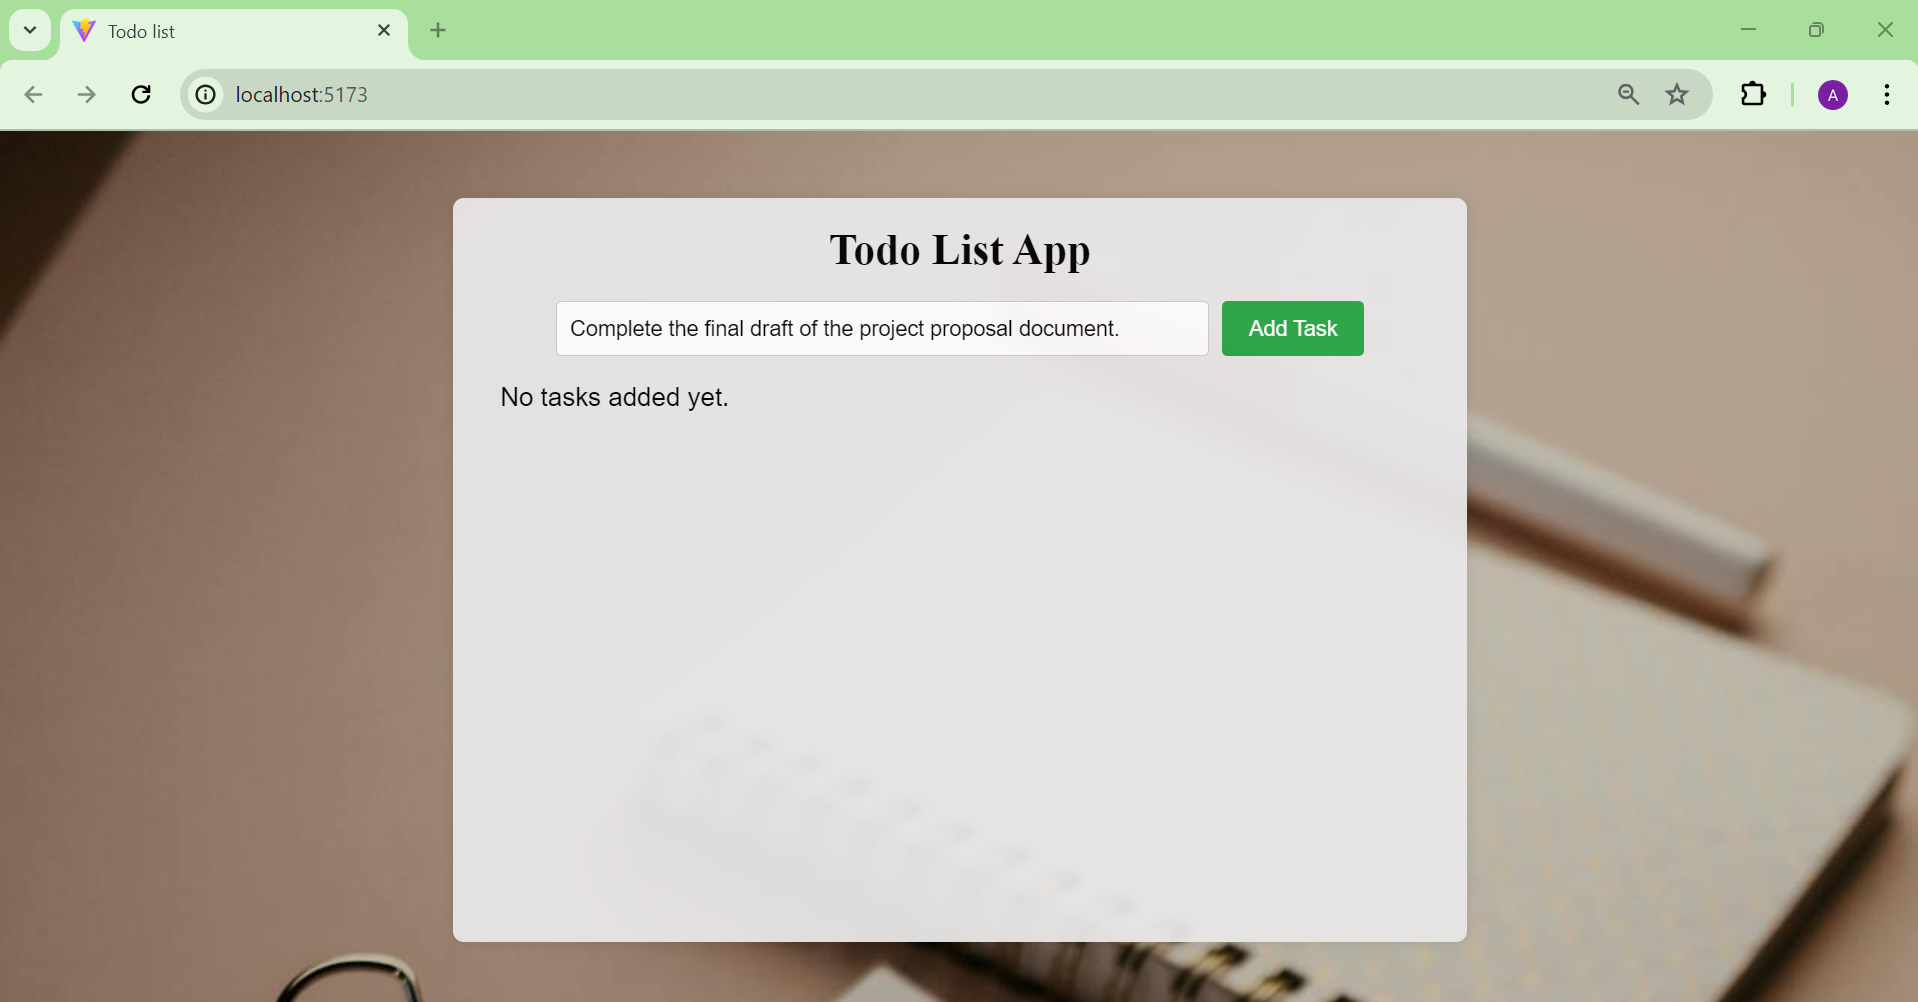 Todo list
localhost:5173
A
Todo List App
Complete the final draft of the project proposal document.
Add Task
No tasks added yet.